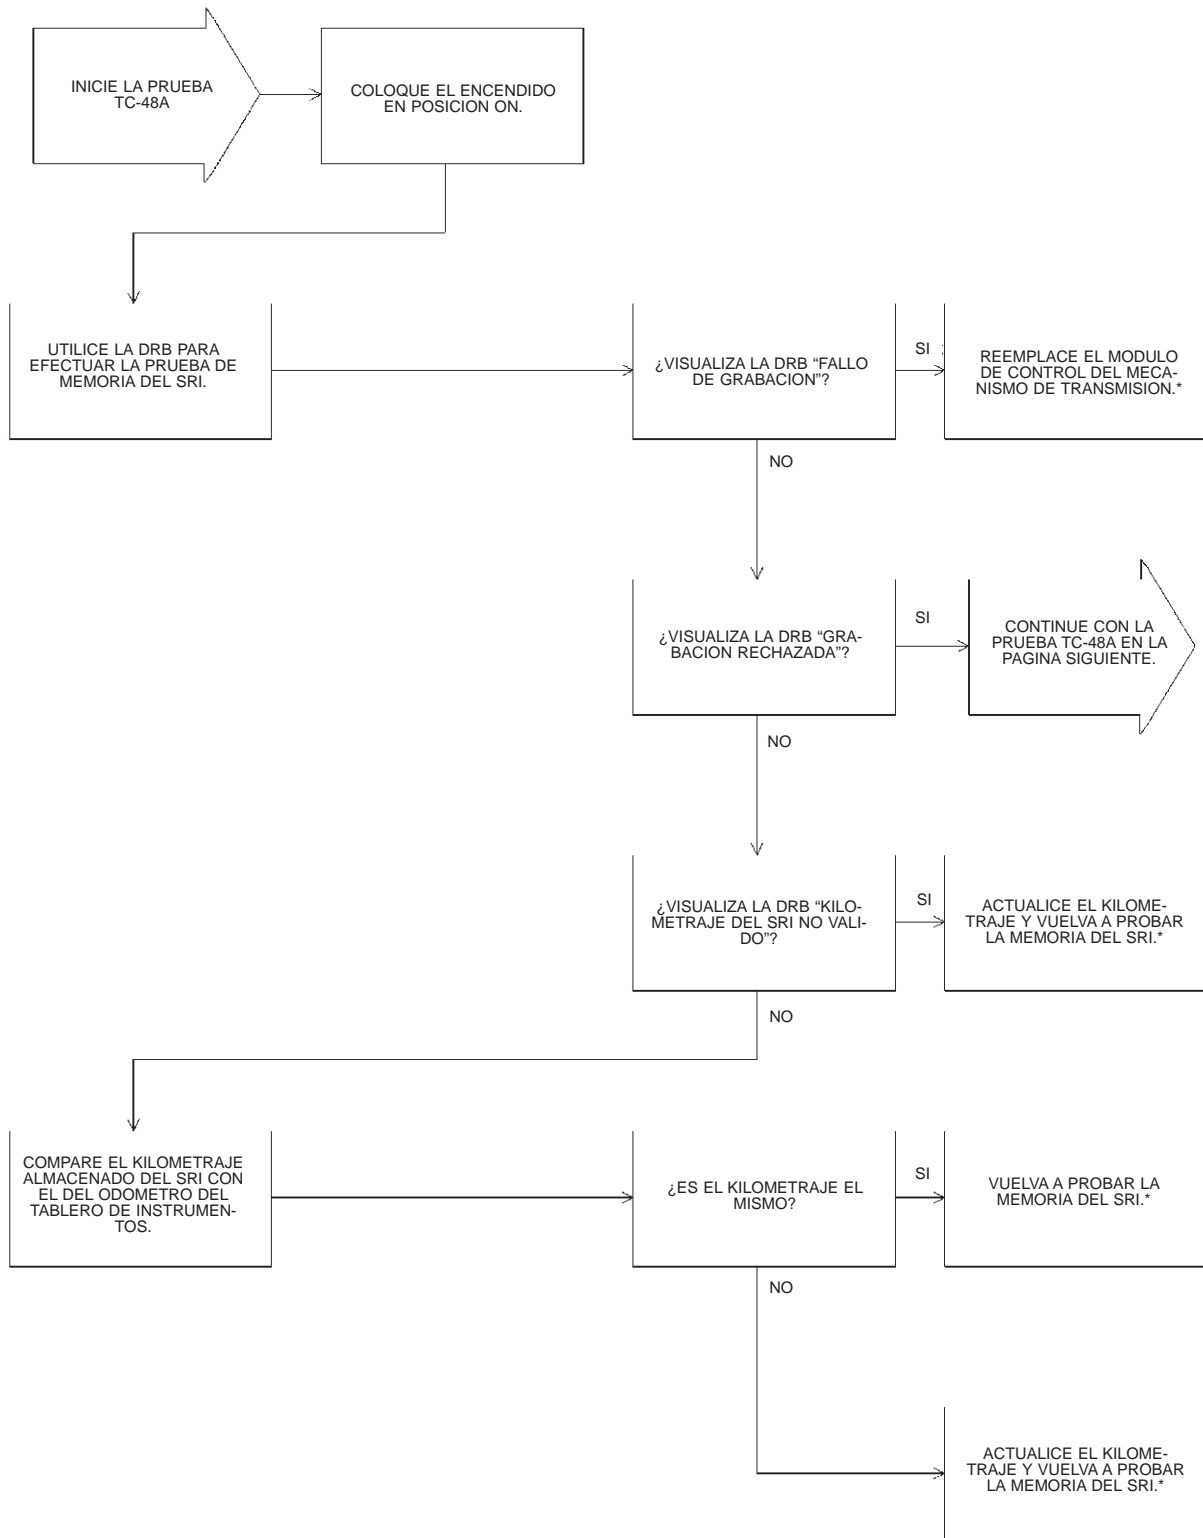 INICIE LA PRUEBA
TC-48A
COLOQUE EL ENCENDIDO
EN POSICION ON.
UTILICE LA DRB PARA
EFECTUAR LA PRUEBA DE
MEMORIA DEL SRI.
¿VISUALIZA LA DRB “FALLO
DE GRABACION”?
SI
REEMPLACE EL MODULO
DE CONTROL DEL MECA-
NISMO DE TRANSMISION.*
NO
¿VISUALIZA LA DRB “GRA-
BACION RECHAZADA”?
SI
CONTINUE CON LA
PRUEBA TC-48A EN LA
PAGINA SIGUIENTE.
NO
¿VISUALIZA LA DRB “KILO-
METRAJE DEL SRI NO VALI-
DO”?
SI
ACTUALICE EL KILOME-
TRAJE Y VUELVA A PROBAR
LA MEMORIA DEL SRI.*
NO
COMPARE EL KILOMETRAJE
ALMACENADO DEL SRI CON
EL DEL ODOMETRO DEL
TABLERO DE INSTRUMEN-
TOS.
¿ES EL KILOMETRAJE EL
MISMO?
SI
VUELVA A PROBAR LA
MEMORIA DEL SRI.*
NO
ACTUALICE EL KILOME-
TRAJE Y VUELVA A PROBAR
LA MEMORIA DEL SRI.*